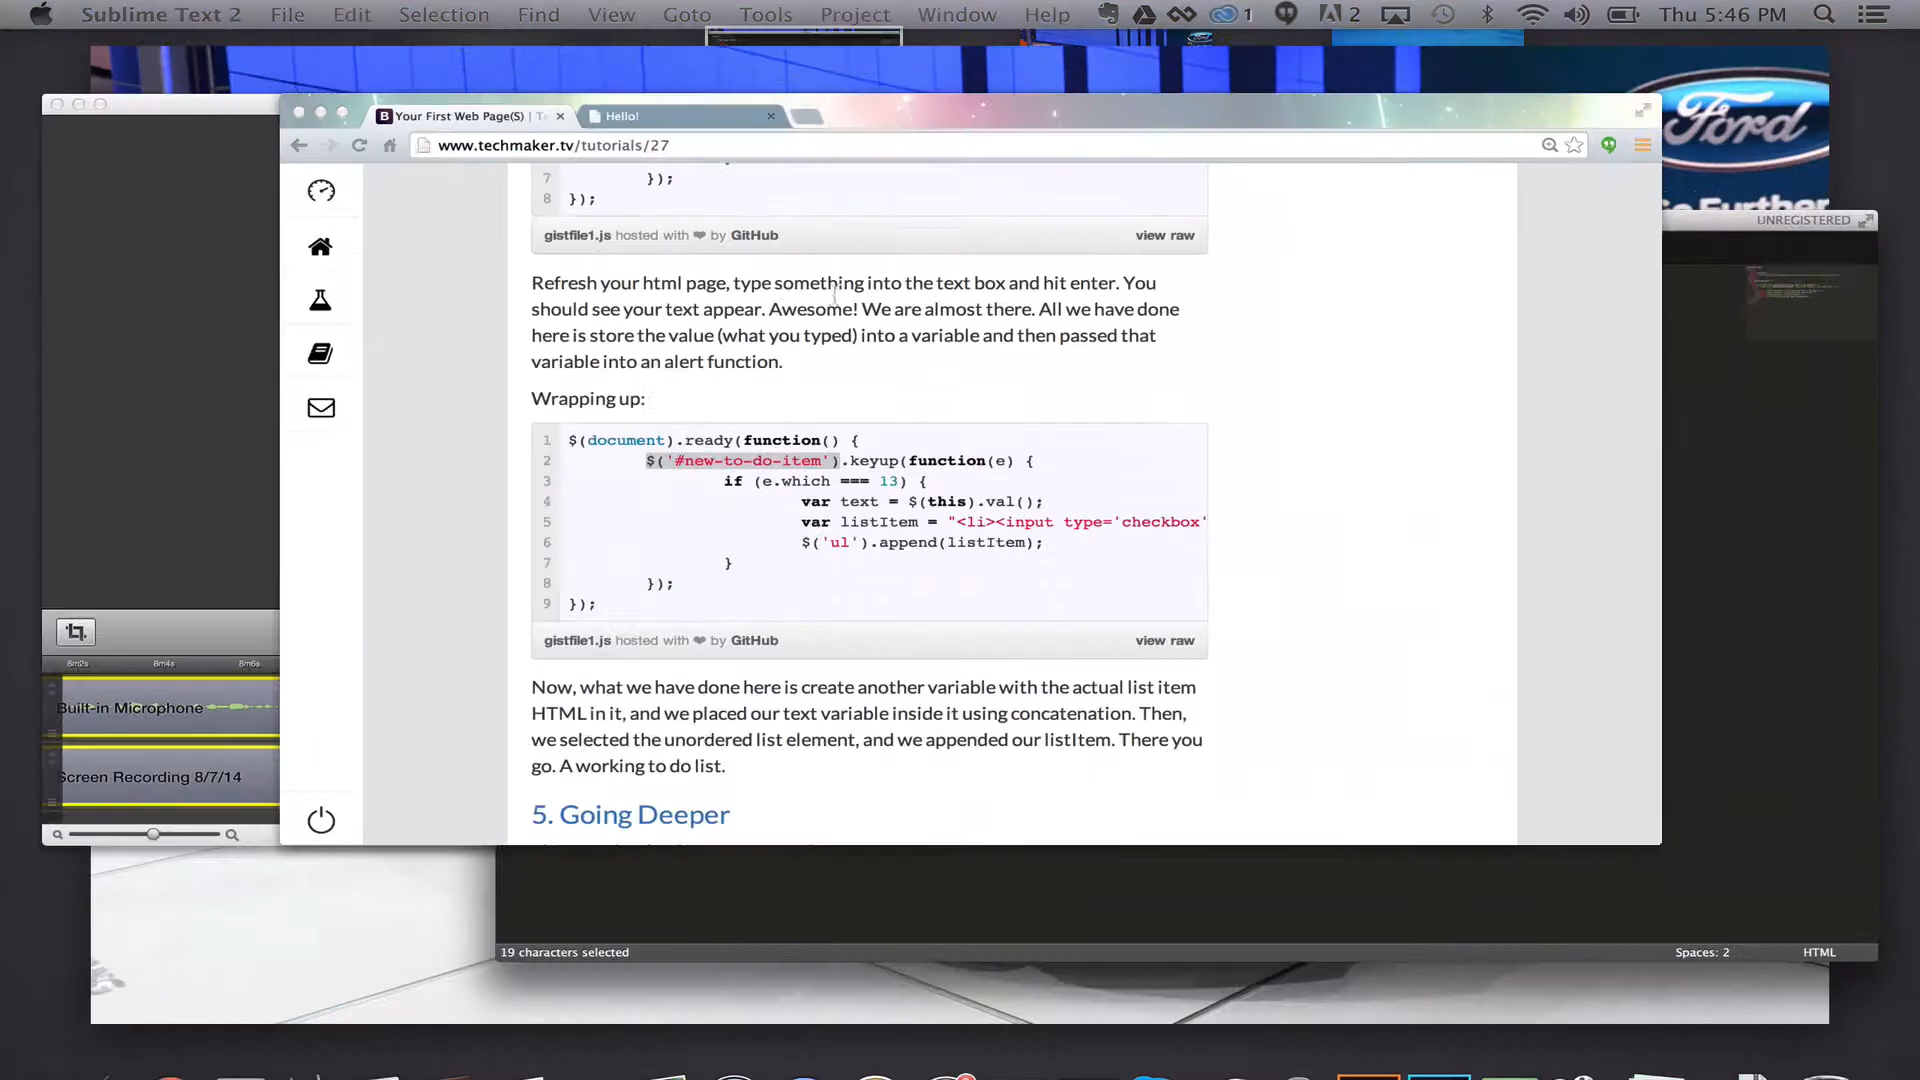 Sublime Text 2 File Edit Selection Find View Goto Tools Project Window Help 1 2 Thu 5:46 PM
Ford
Go Further
Your First Web Page(S) | Te
Hello!
www.techmaker.tv/tutorials/27
UNREGISTERED
7 });
8 });
gistfile1.js hosted with ❤ by GitHub view raw
Refresh your html page, type something into the text box and hit enter. You
should see your text appear. Awesome! We are almost there. All we have done
here is store the value (what you typed) into a variable and then passed that
variable into an alert function.
Wrapping up:
1 $(document).ready(function() {
2 $('#new-to-do-item').keyup(function(e) {
3 if (e.which === 13) {
4 var text = $(this).val();
5 var listItem = "<li><input type='checkbox'
6 $('ul').append(listItem);
7 }
8 });
9 });
gistfile1.js hosted with ❤ by GitHub view raw
Now, what we have done here is create another variable with the actual list item
HTML in it, and we placed our text variable inside it using concatenation. Then,
we selected the unordered list element, and we appended our listItem. There you
go. A working to do list.
5. Going Deeper
8m2s 8m4s 8m6s
Built-in Microphone
Screen Recording 8/7/14
19 characters selected
Spaces: 2
HTML